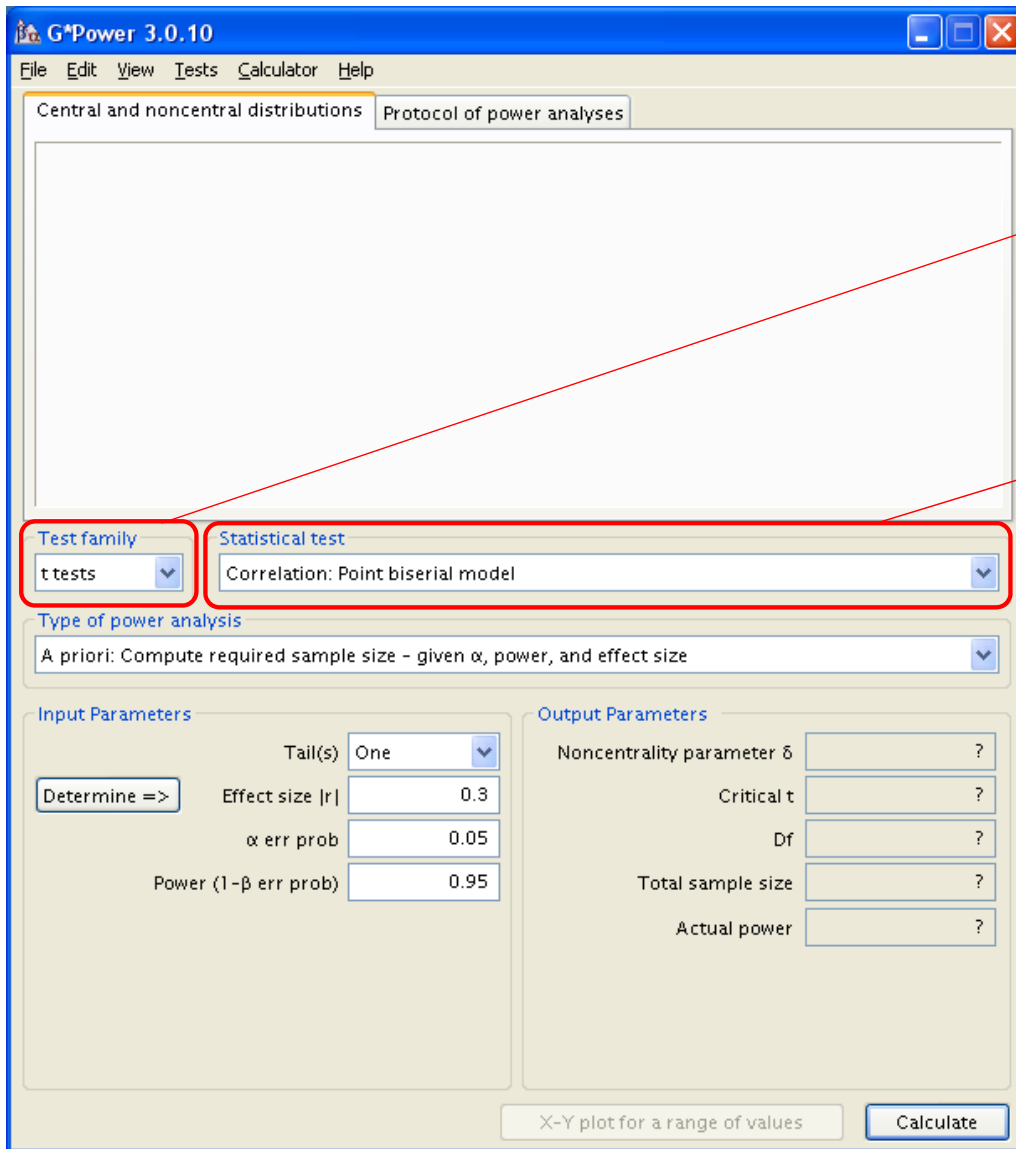 G*Power 3.0.10
File Edit View Tests Calculator Help
Central and noncentral distributions Protocol of power analyses
Test family Statistical test
t tests Correlation: Point biserial model
Type of power analysis
A priori: Compute required sample size - given α, power, and effect size
Input Parameters Output Parameters
Tail(s) One Noncentrality parameter δ ?
Determine => Effect size |r| 0.3 Critical t ?
α err prob 0.05 Df ?
Power (1-β err prob) 0.95 Total sample size ?
Actual power ?
X-Y plot for a range of values Calculate